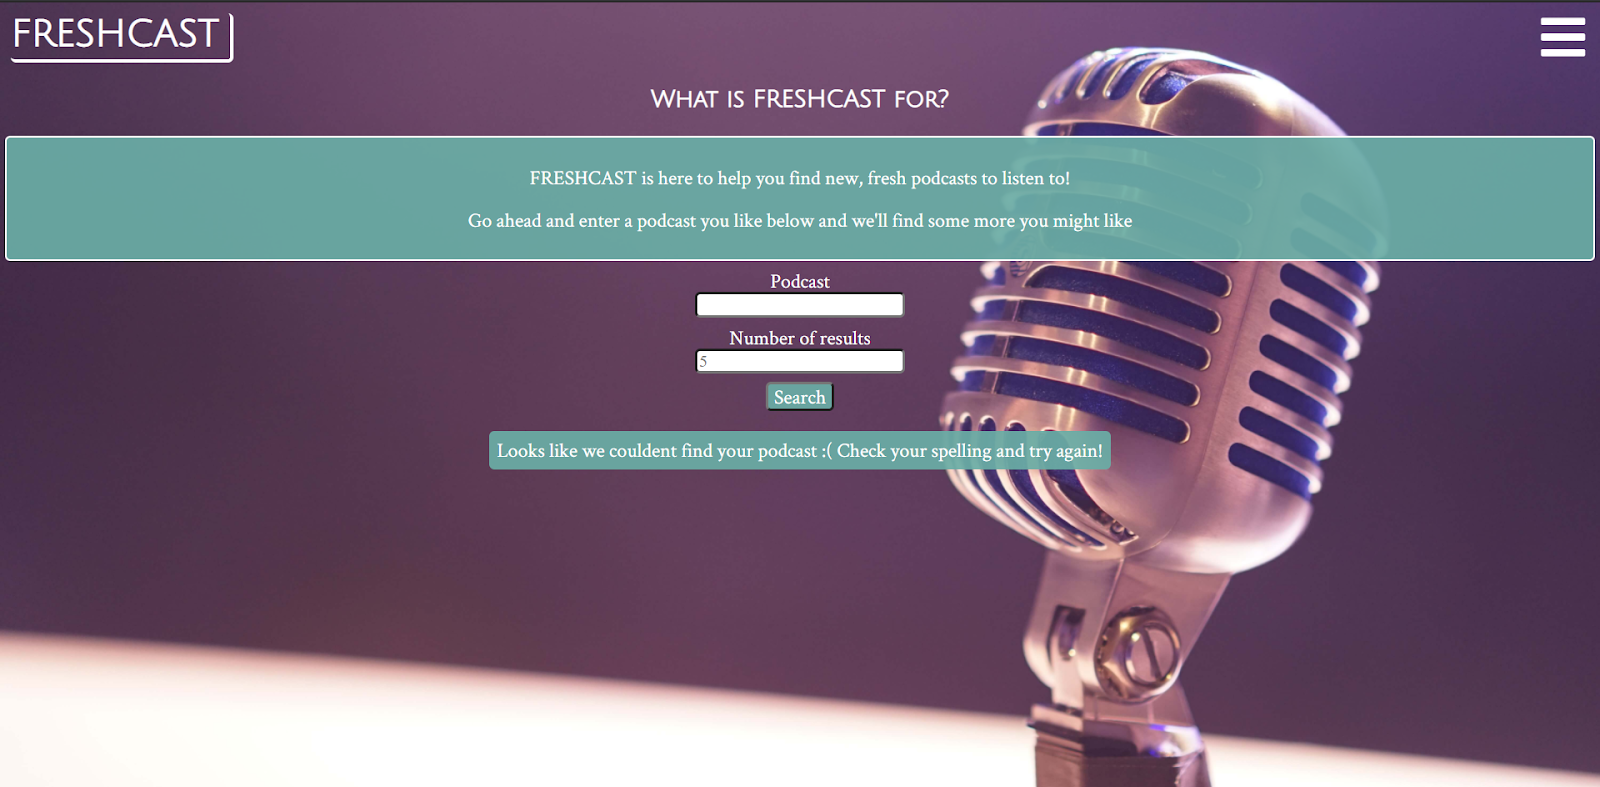 FRESHCAST
What is FRESHCAST for?
FRESHCAST is here to help you find new, fresh podcasts to listen to!
Go ahead and enter a podcast you like below and we'll find some more you might like
Podcast
Number of results
5
Search
Looks like we couldent find your podcast :( Check your spelling and try again!